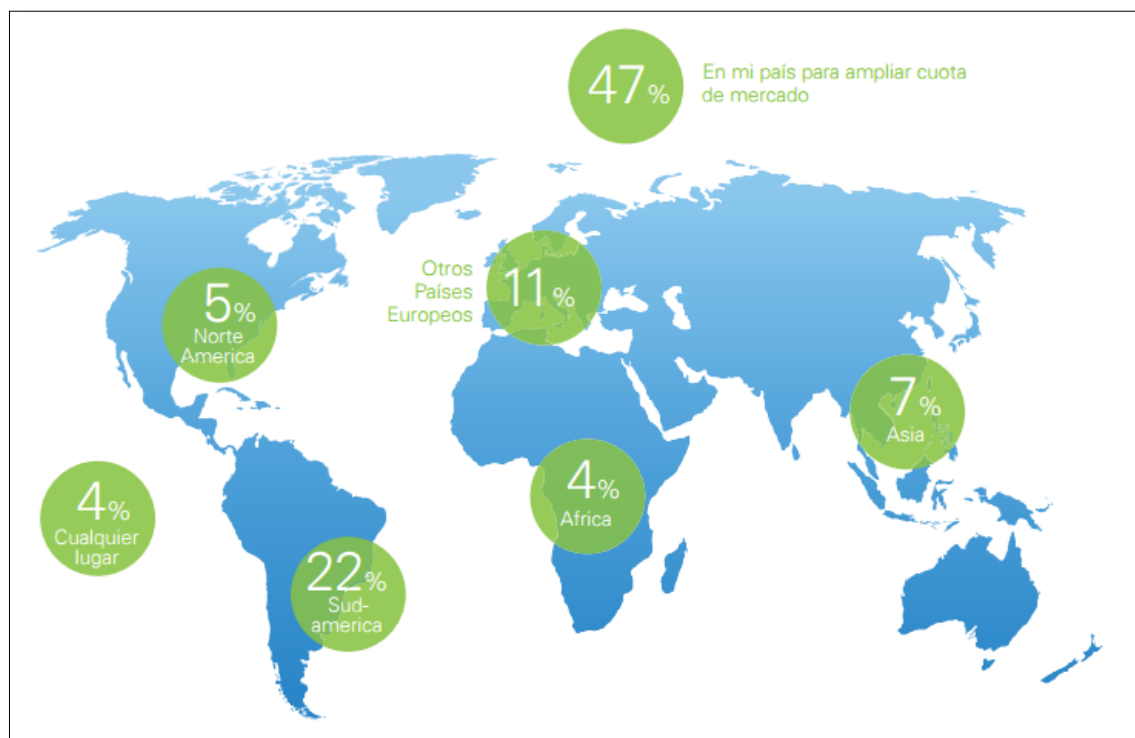 47%
En mi país para ampliar cuota
de mercado
Otros
Países
Europeos
11%
5%
Norte
America
7%
Asia
4%
Africa
4%
Cualquier
lugar
22%
Sud-
america